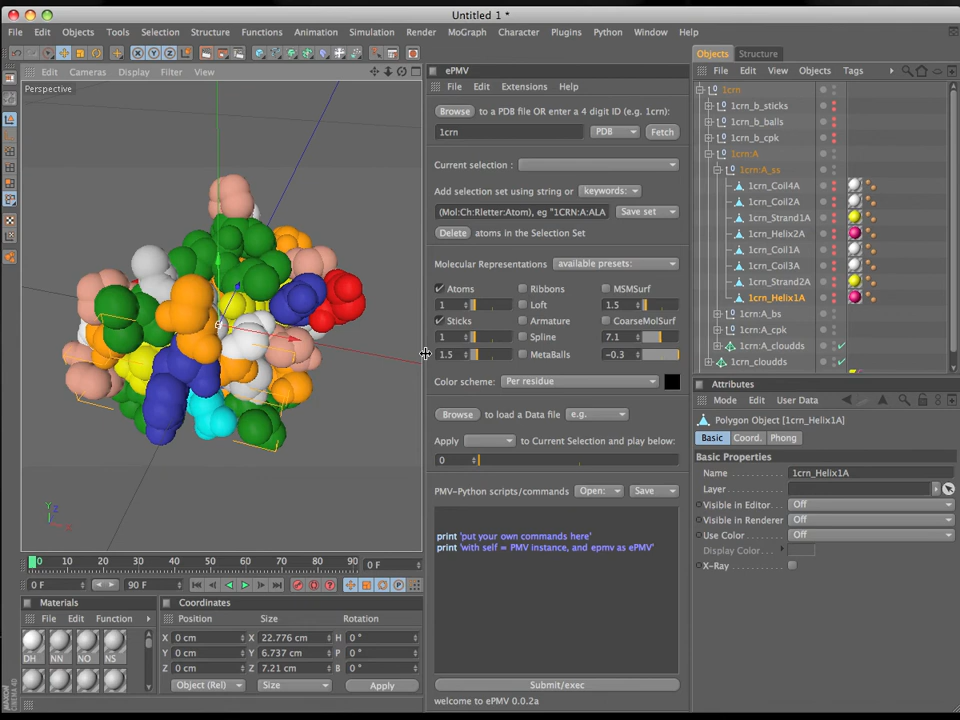 Untitled 1 *
File Edit Objects Tools Selection Structure Functions Animation Simulation Render MoGraph Character Plugins Python Window Help
Edit Cameras Display Filter View
Perspective
0 10 20 30 40 50 60 70 80 90
0 F
0 F 90 F
Materials
File Edit Function
DH NN NO NS
Coordinates
Position Size Rotation
X 0 cm X 22.776 cm H 0 °
Y 0 cm Y 6.737 cm P 0 °
Z 0 cm Z 7.21 cm B 0 °
Object (Rel) Size Apply
MAXON
CINEMA 4D
ePMV
File Edit Extensions Help
Browse to a PDB file OR enter a 4 digit ID (e.g. 1crn):
1crn PDB Fetch
Current selection :
Add selection set using string or keywords:
(Mol:Ch:Rletter:Atom), eg "1CRN:A:ALA Save set
Delete atoms in the Selection Set
Molecular Representations available presets:
Atoms Ribbons MSMSurf
1 Loft 1.5
Sticks Armature CoarseMolSurf
1 Spline 7.1
1.5 MetaBalls -0.3
Color scheme: Per residue
Browse to load a Data file e.g.
Apply to Current Selection and play below:
0
PMV-Python scripts/commands Open: Save
print 'put your own commands here'
print 'with self = PMV instance, and epmv as ePMV'
Submit/exec
welcome to ePMV 0.0.2a
Objects Structure
File Edit View Objects Tags
1crn
1crn_b_sticks
1crn_b_balls
1crn_b_cpk
1crn:A
1crn:A_ss
1crn_Coil4A
1crn_Coil2A
1crn_Strand1A
1crn_Helix2A
1crn_Coil1A
1crn_Coil3A
1crn_Strand2A
1crn_Helix1A
1crn:A_bs
1crn:A_cpk
1crn:A_cloudds
1crn_cloudds
Attributes
Mode Edit User Data
Polygon Object [1crn_Helix1A]
Basic Coord. Phong
Basic Properties
Name 1crn_Helix1A
Layer
Visible in Editor Off
Visible in Renderer Off
Use Color Off
Display Color
X-Ray